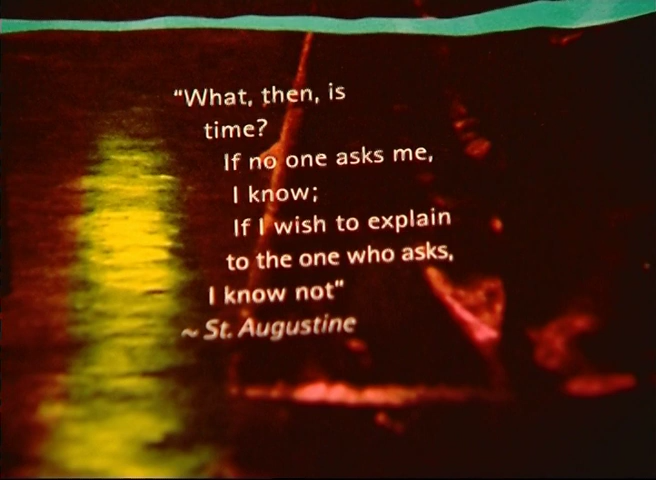 “What, then, is
time?
If no one asks me,
I know;
If I wish to explain
to the one who asks,
I know not”
~ St. Augustine